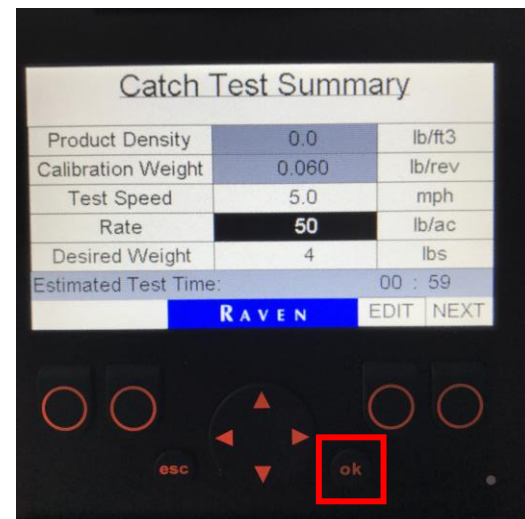 Catch Test Summary
Product Density 0.0 lb/ft3
Calibration Weight 0.060 lb/rev
Test Speed 5.0 mph
Rate 50 lb/ac
Desired Weight 4 lbs
Estimated Test Time: 00 : 59
RAVEN EDIT NEXT
esc ok